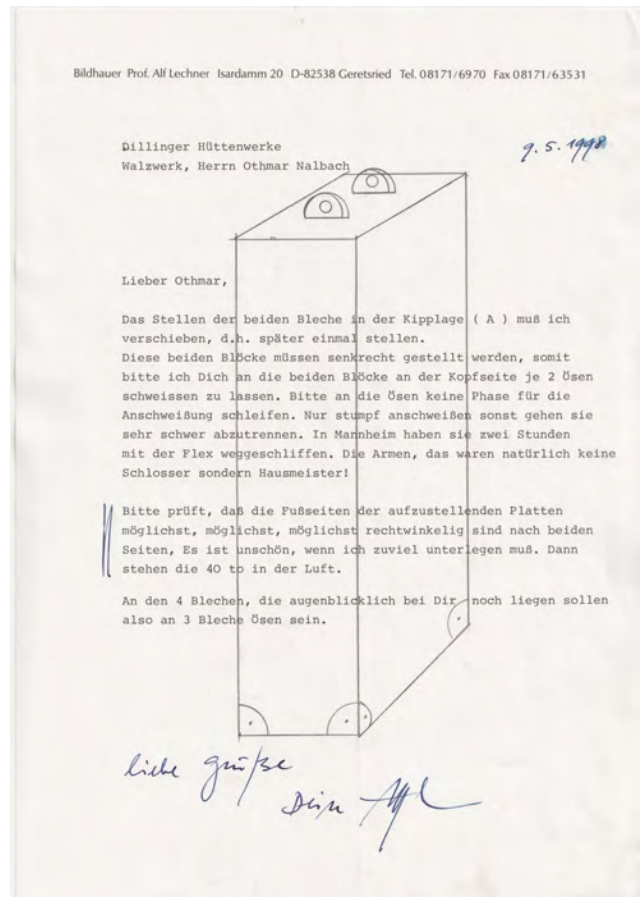 Bildhauer Prof. Alf Lechner Isardamm 20 D-82538 Geretsried Tel. 08171/6970 Fax 08171/63531
9.5.1998
Dillinger Hüttenwerke
Walzwerk, Herrn Othmar Nalbach
Lieber Othmar,
Das Stellen der beiden Bleche in der Kipplage ( A ) muß ich
verschieben, d.h. später einmal stellen.
Diese beiden Blöcke müssen senkrecht gestellt werden, somit
bitte ich Dich an die beiden Blöcke an der Kopfseite je 2 Ösen
schweissen zu lassen. Bitte an die Ösen keine Phase für die
Anschweißung schleifen. Nur stumpf anschweißen sonst gehen sie
sehr schwer abzutrennen. In Mannheim haben sie zwei Stunden
mit der Flex weggeschliffen. Die Armen, das waren natürlich keine
Schlosser sondern Hausmeister!
Bitte prüft, daß die Fußseiten der aufzustellenden Platten
möglichst, möglichst, möglichst rechtwinkelig sind nach beiden
Seiten, Es ist unschön, wenn ich zuviel unterlegen muß. Dann
stehen die 40 to in der Luft.
An den 4 Blechen, die augenblicklich bei Dir noch liegen sollen
also an 3 Bleche Ösen sein.
liebe grüße
Dein Alf